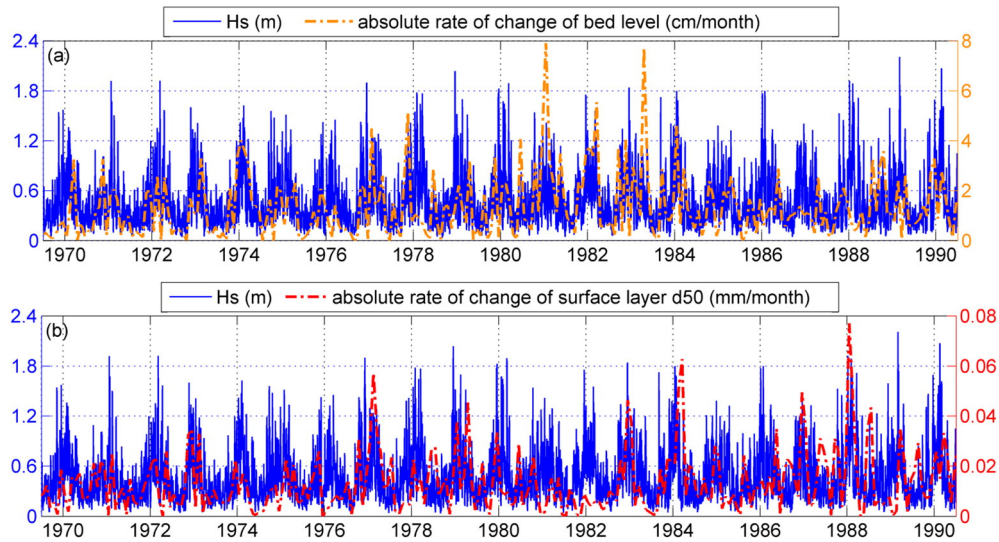 Hs (m) absolute rate of change of bed level (cm/month)
(a)
2.4 8
1.8 6
1.2 4
0.6 2
0 0
1970 1972 1974 1976 1978 1980 1982 1984 1986 1988 1990
Hs (m) absolute rate of change of surface layer d50 (mm/month)
(b)
2.4 0.08
1.8 0.06
1.2 0.04
0.6 0.02
0 0
1970 1972 1974 1976 1978 1980 1982 1984 1986 1988 1990